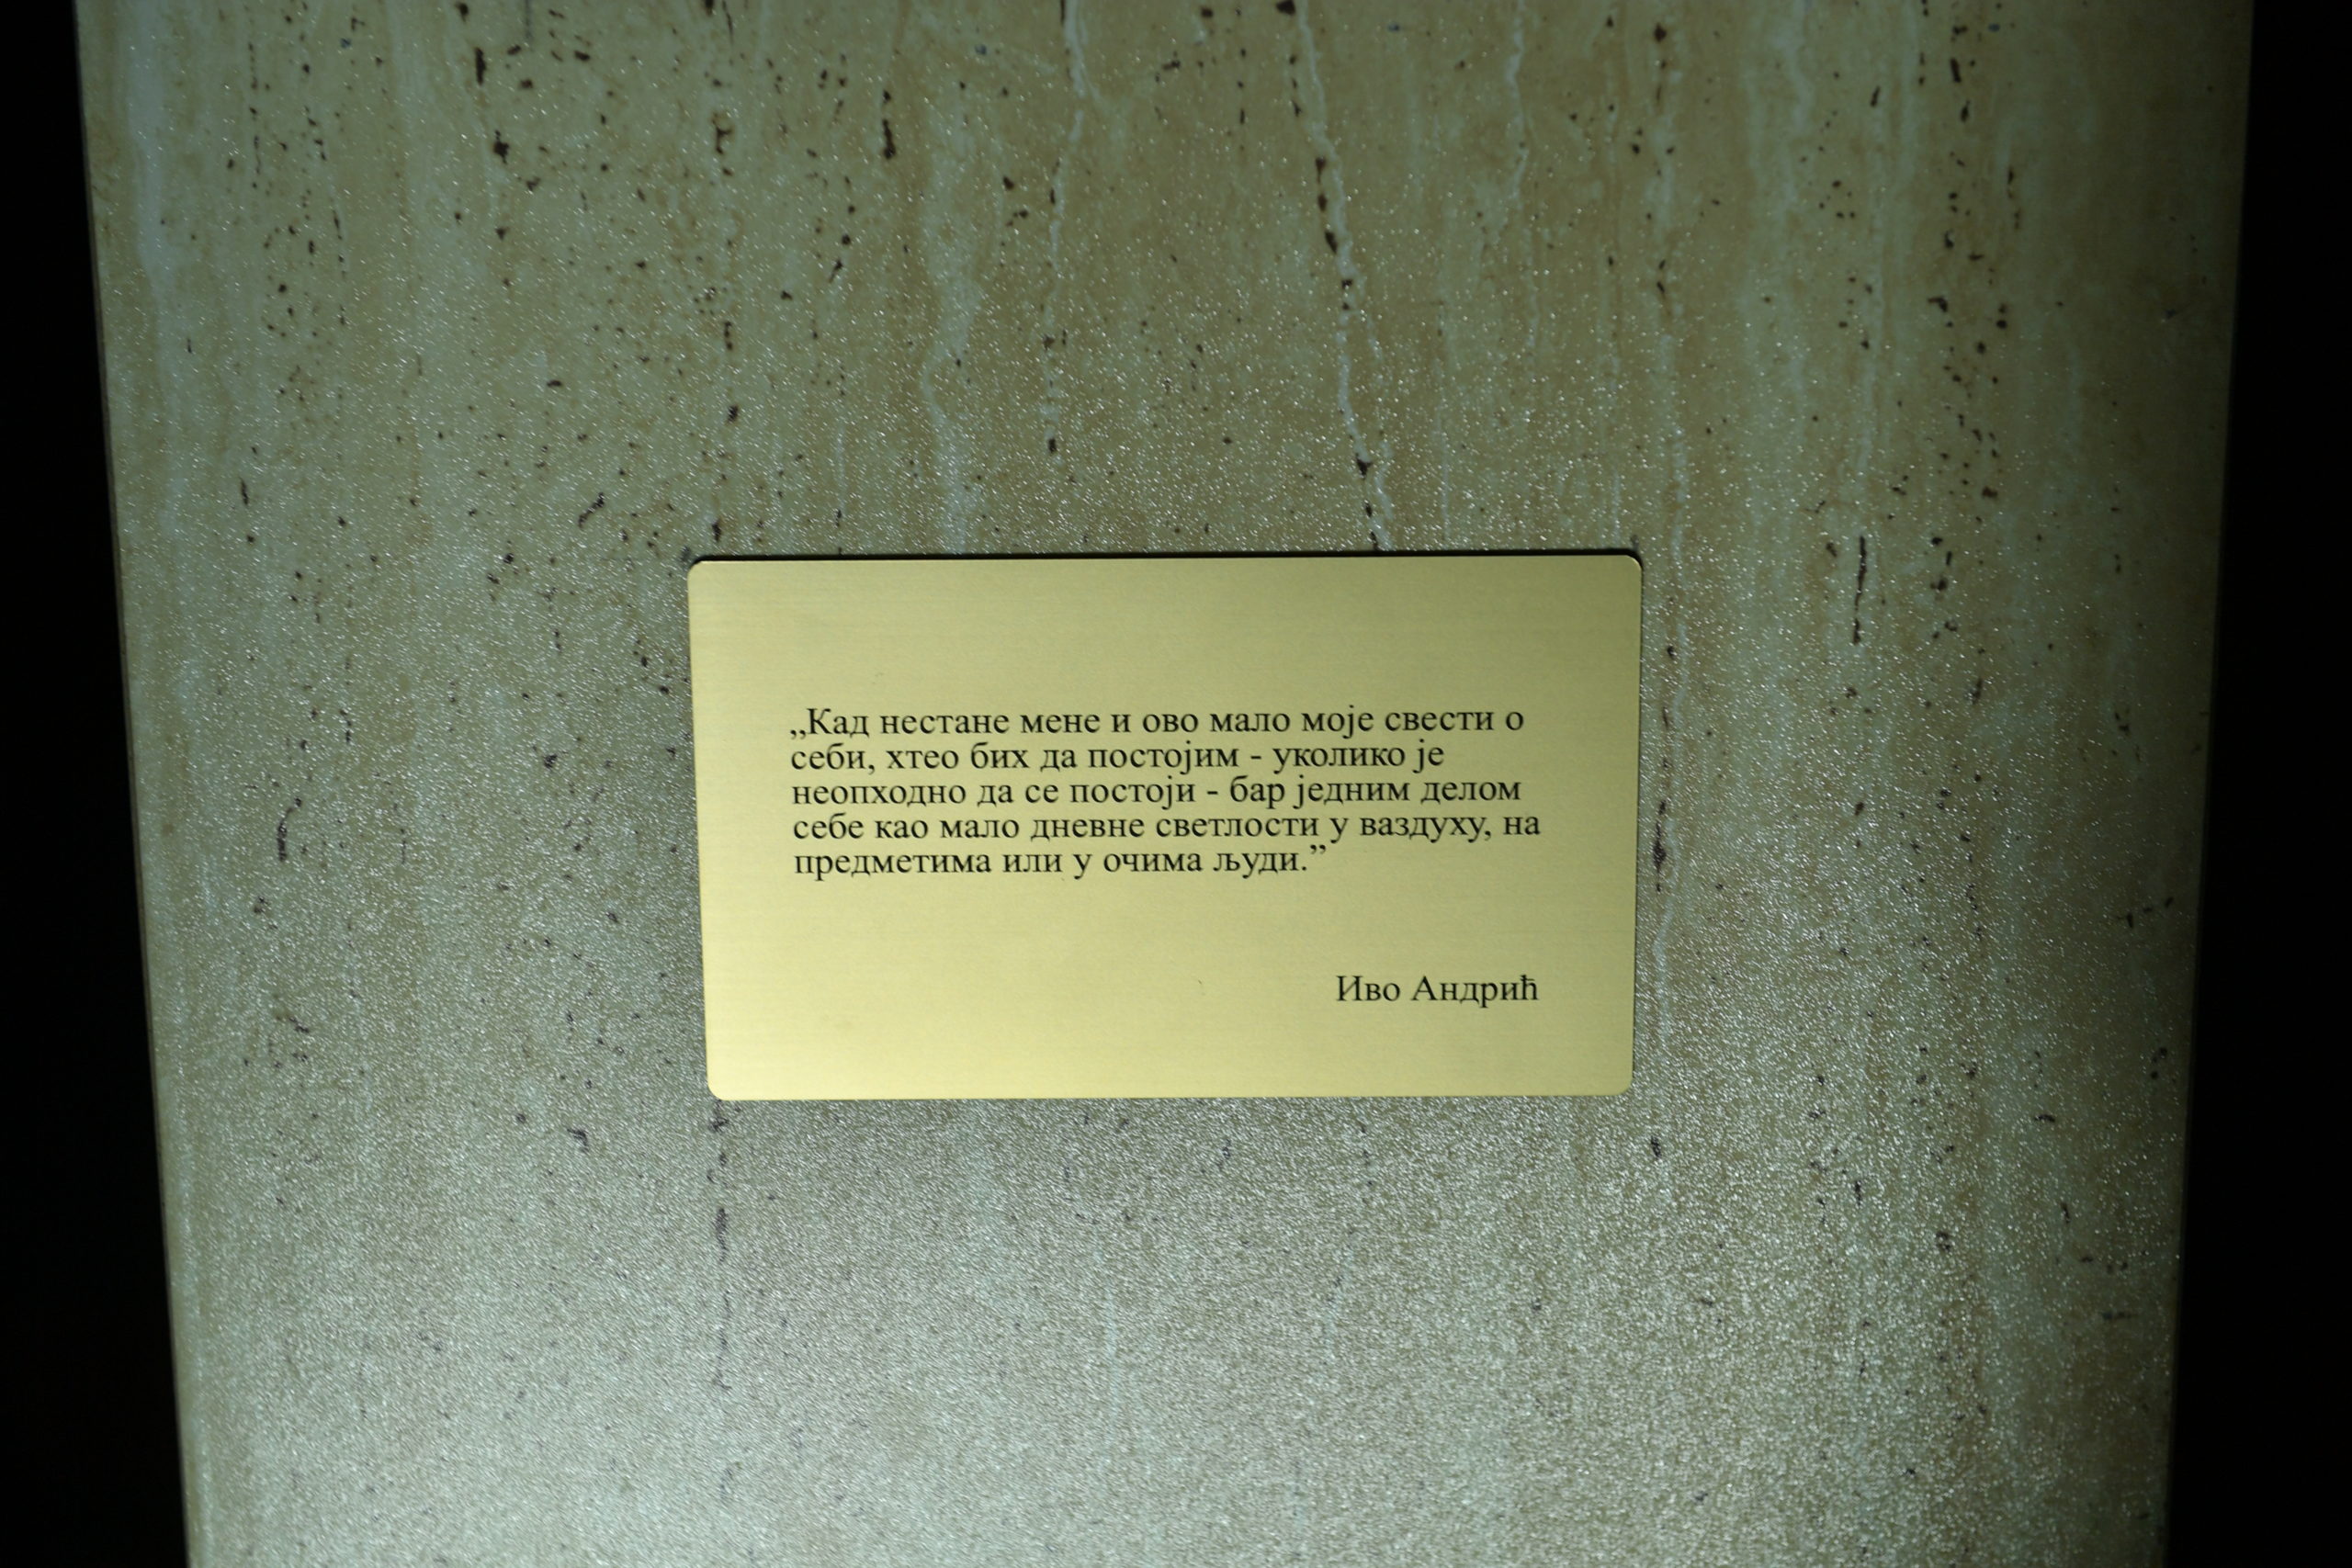 „Кад нестане мене и ово мало моје свести о
себи, хтео бих да постојим - уколико је
неопходно да се постоји - бар једним делом
себе као мало дневне светлости у ваздуху, на
предметима или у очима људи.”
Иво Андрић